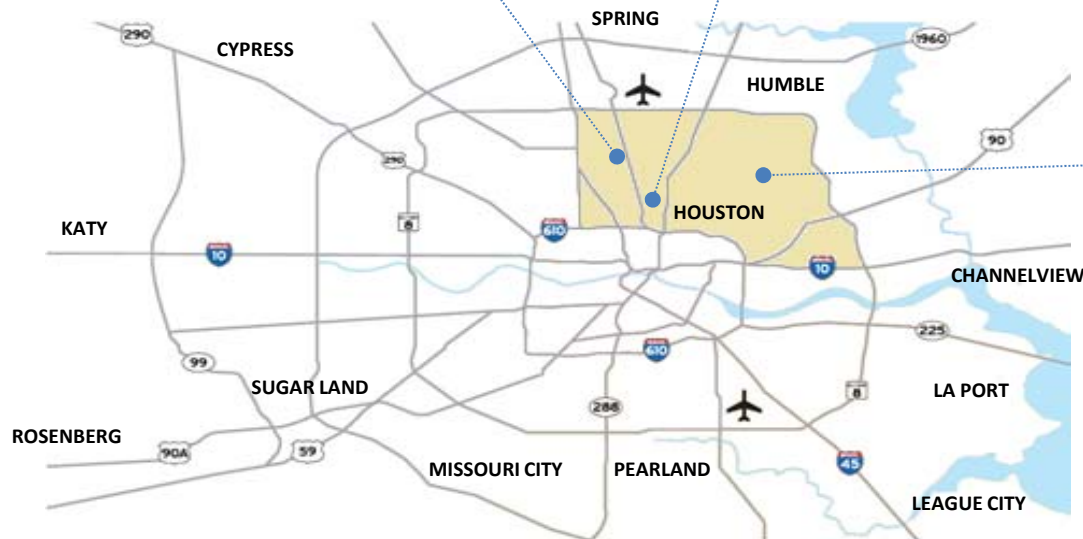 SPRING
290
CYPRESS
1960
HUMBLE
90
290
KATY
8
610
HOUSTON
10
10
CHANNELVIEW
225
610
99
SUGAR LAND
288
8
LA PORT
ROSENBERG
90A
59
MISSOURI CITY
PEARLAND
45
LEAGUE CITY